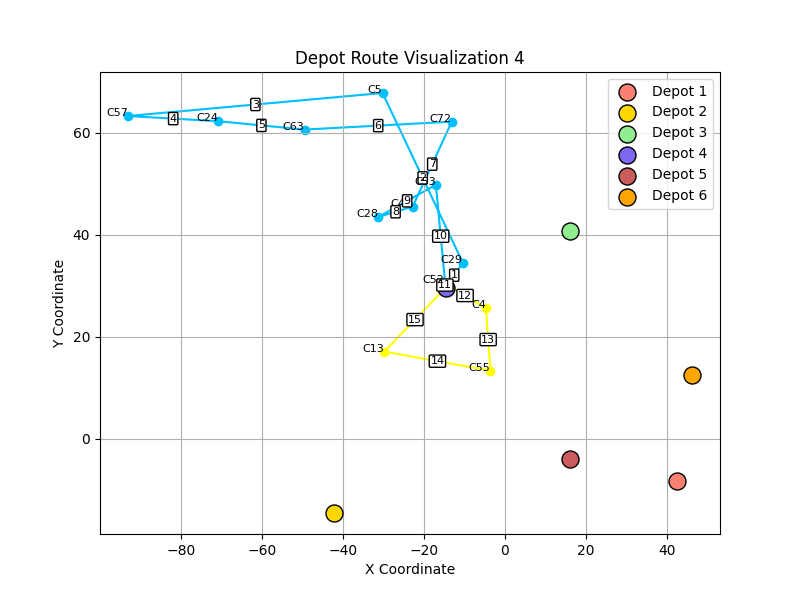 Depot Route Visualization 4
Depot 1
Depot 2
Depot 3
Depot 4
Depot 5
Depot 6
C5
C57
3
4
C24
5
C63
6
C72
7
2
C28
8
9
10
C29
1
C52
11
12
C4
15
13
C13
14
C55
60
40
20
0
Y Coordinate
−80
−60
−40
−20
0
20
40
X Coordinate